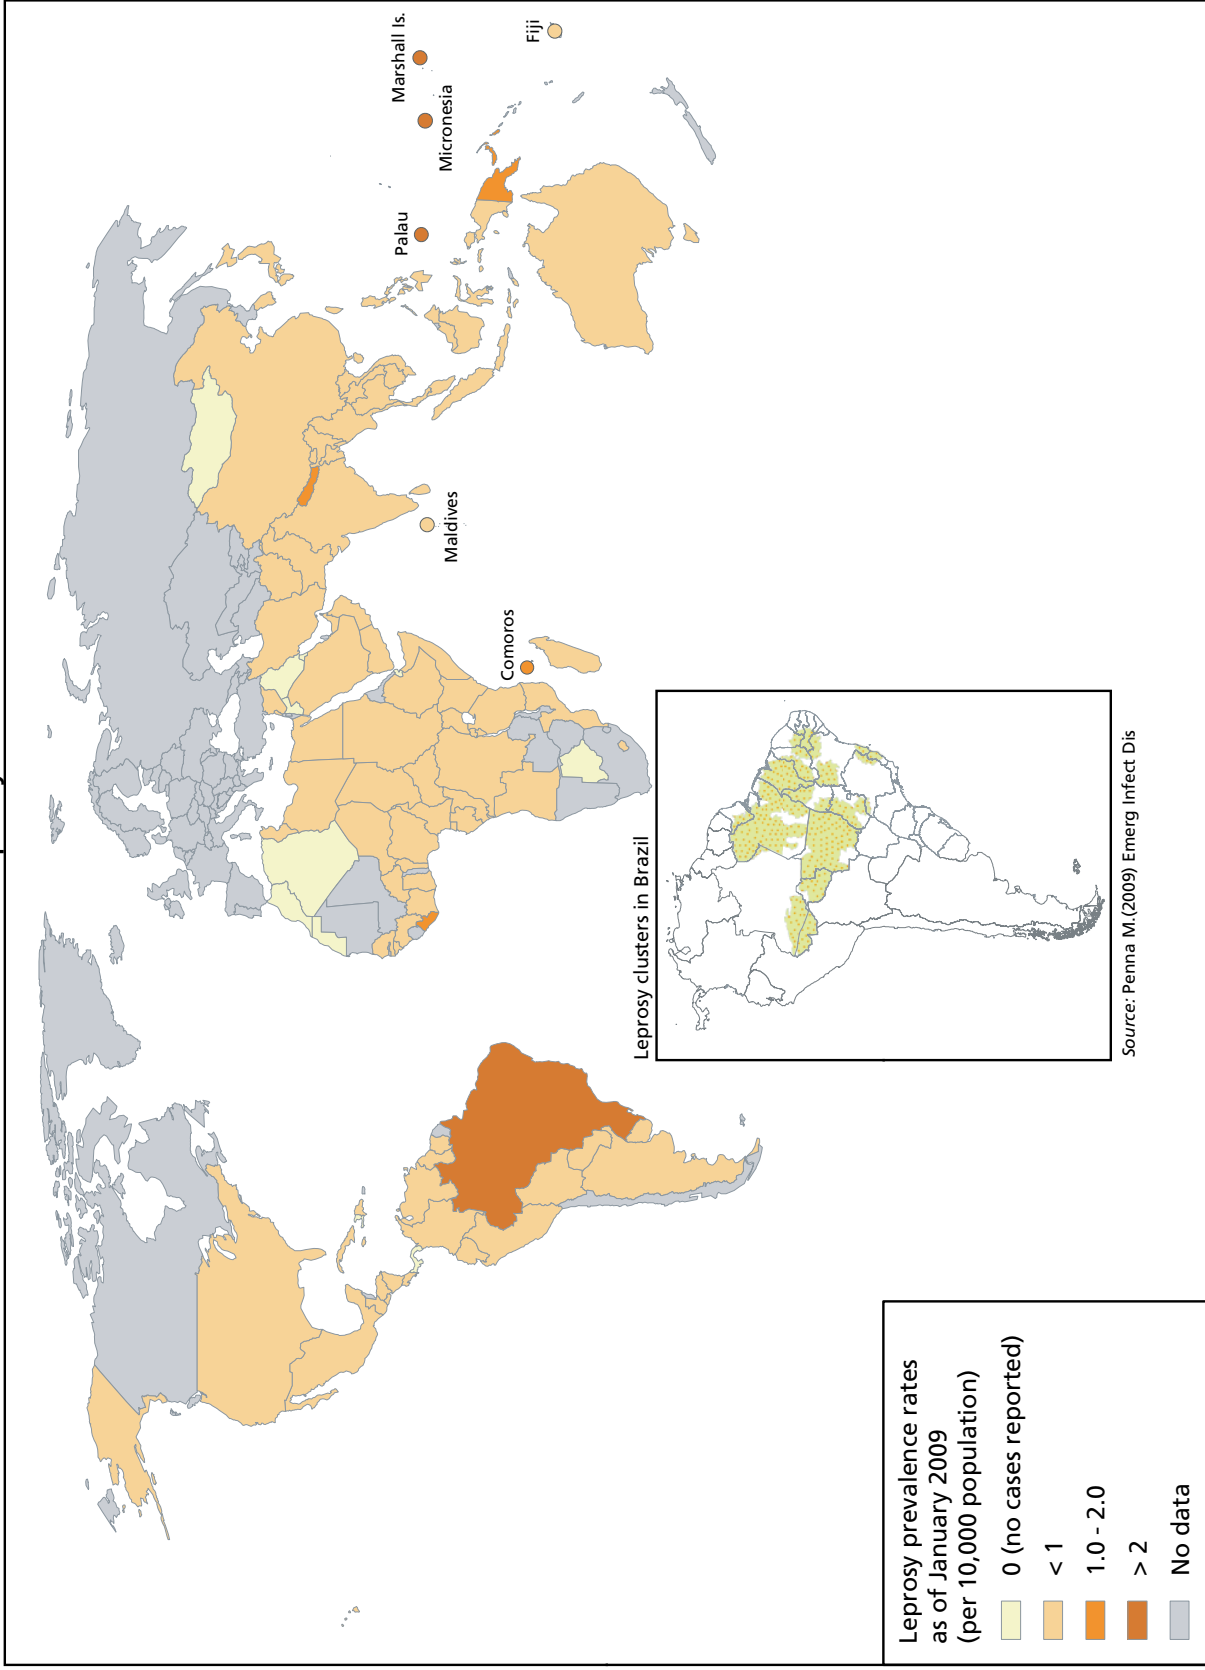 Marshall Is.
Micronesia
Palau
Fiji
Maldives
Comoros
Leprosy clusters in Brazil
Source: Penna M.(2009) Emerg Infect Dis
Leprosy prevalence rates
as of January 2009
(per 10,000 population)
0 (no cases reported)
< 1
1.0 - 2.0
> 2
No data